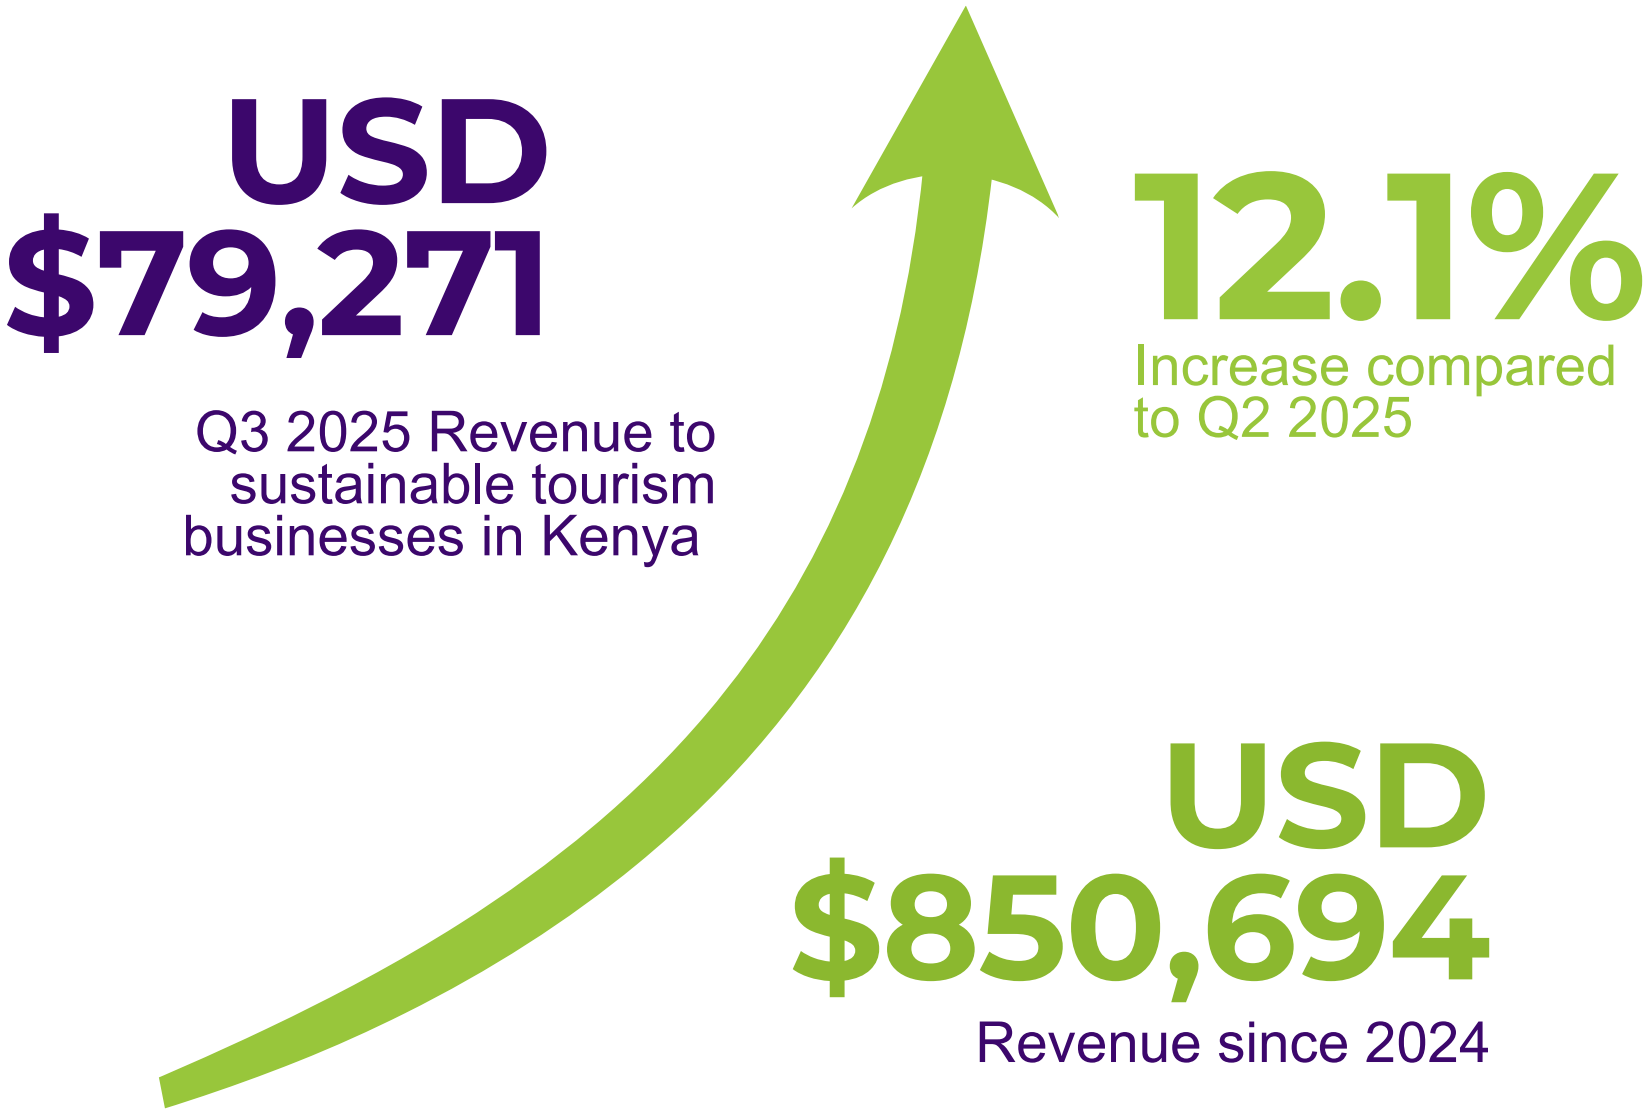 USD
$79,271
Q3 2025 Revenue to
sustainable tourism
businesses in Kenya
12.1%
Increase compared
to Q2 2025
USD
$850,694
Revenue since 2024